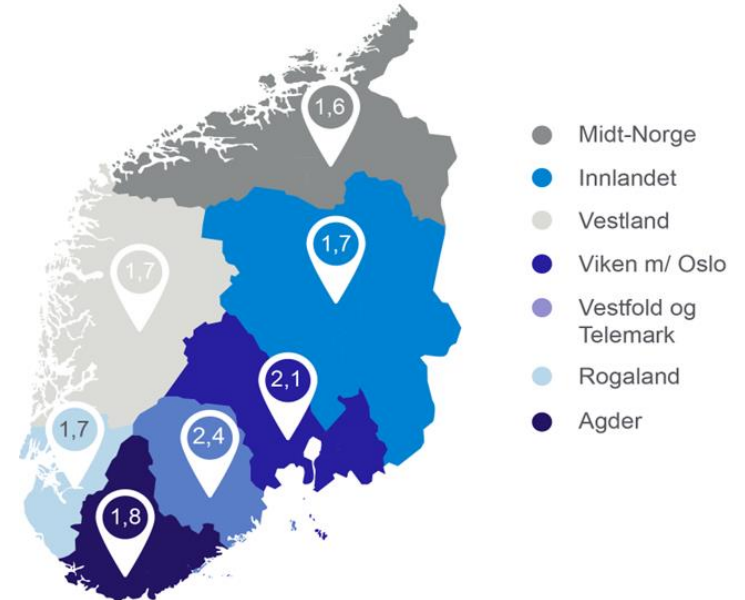 1,6
1,7
1,7
2,1
1,7
2,4
1,8
Midt-Norge
Innlandet
Vestland
Viken m/ Oslo
Vestfold og
Telemark
Rogaland
Agder